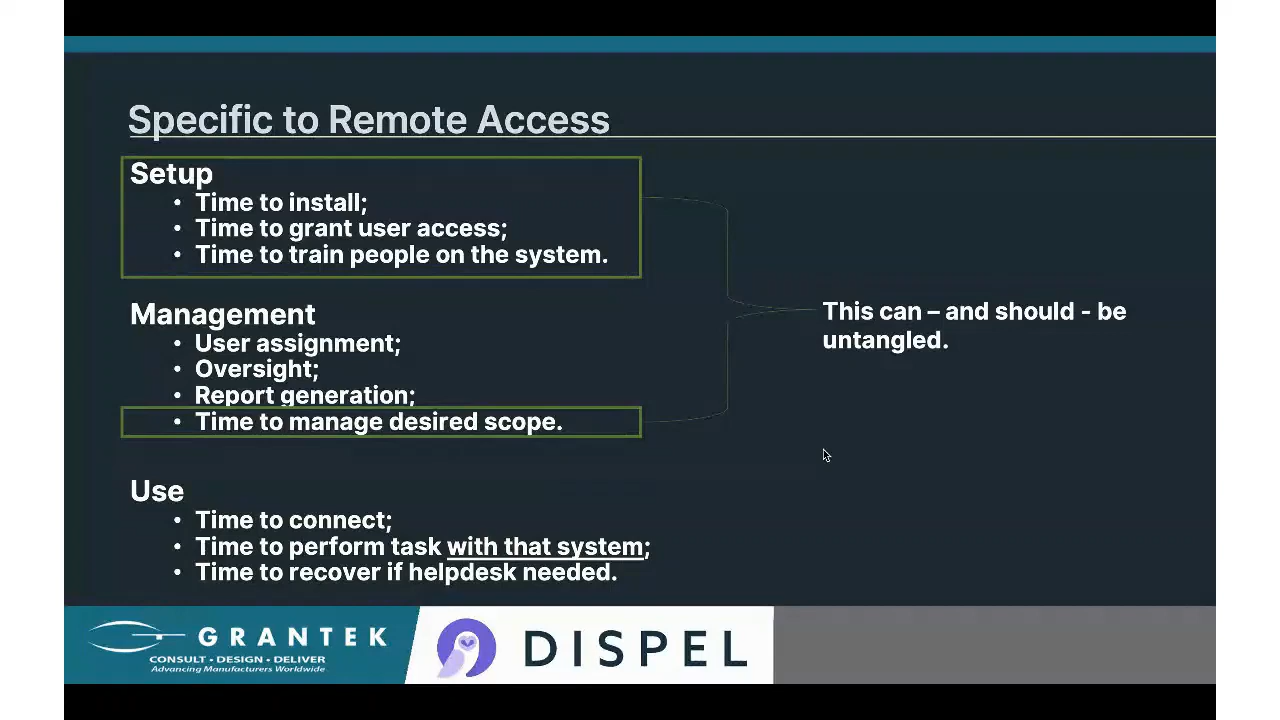 Specific to Remote Access
Setup
• Time to install;
• Time to grant user access;
• Time to train people on the system.
Management
• User assignment;
• Oversight;
• Report generation;
• Time to manage desired scope.
This can – and should - be
untangled.
Use
• Time to connect;
• Time to perform task with that system;
• Time to recover if helpdesk needed.
GRANTEK
CONSULT • DESIGN • DELIVER
Advancing Manufacturers Worldwide
DISPEL